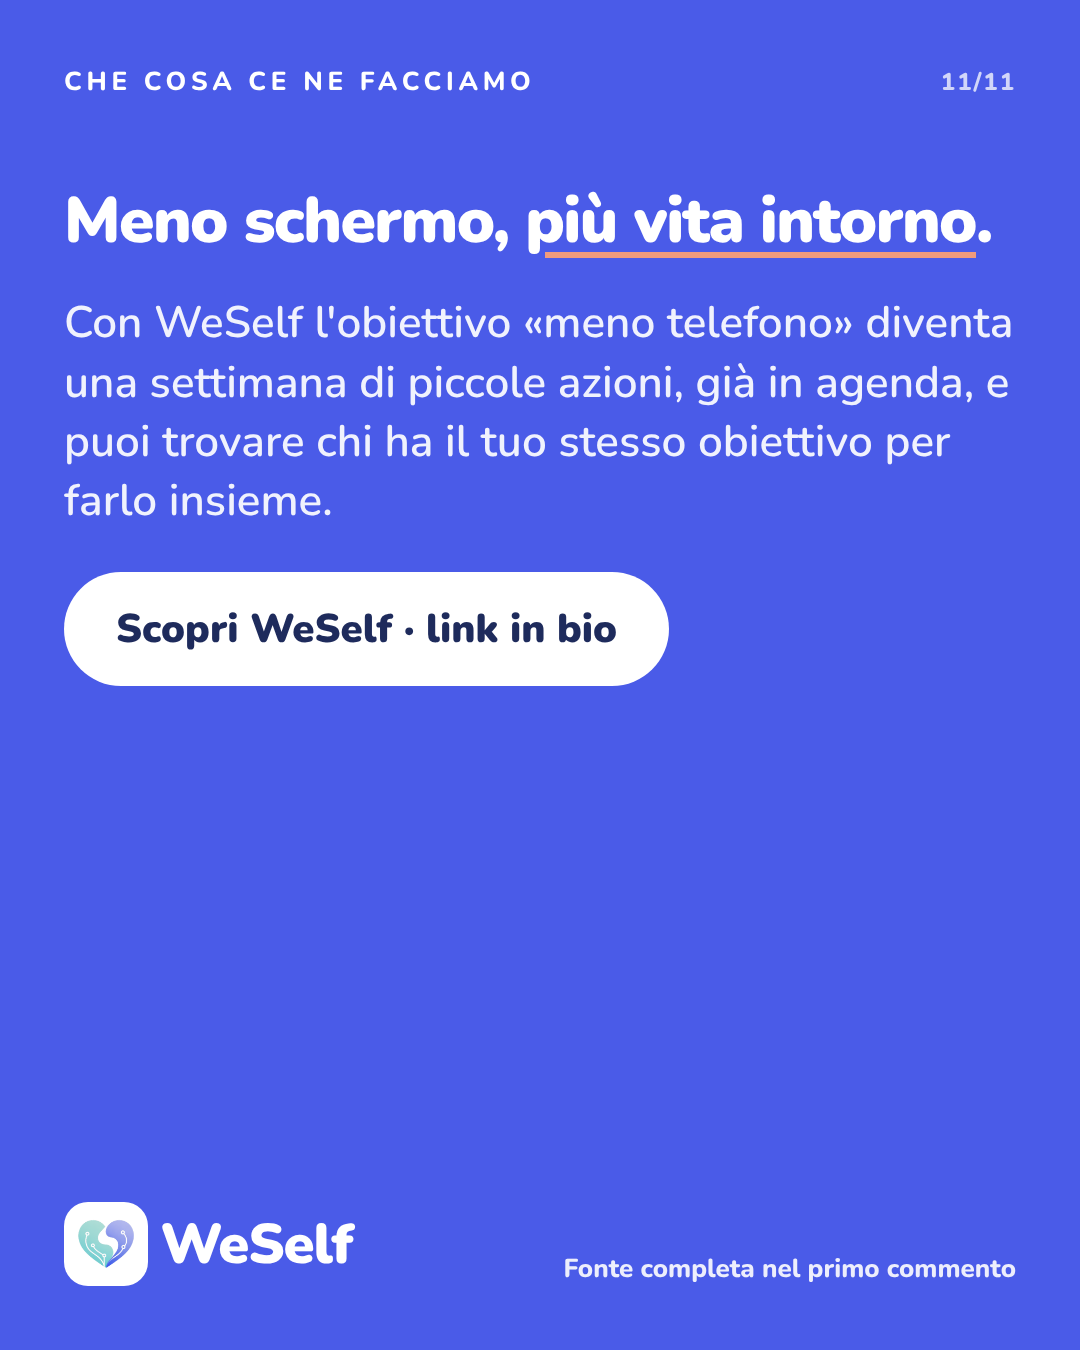 CHE COSA CE NE FACCIAMO
11/11
Meno schermo, più vita intorno.
Con WeSelf l'obiettivo «meno telefono» diventa
una settimana di piccole azioni, già in agenda, e
puoi trovare chi ha il tuo stesso obiettivo per
farlo insieme.
Scopri WeSelf · link in bio
WeSelf
Fonte completa nel primo commento